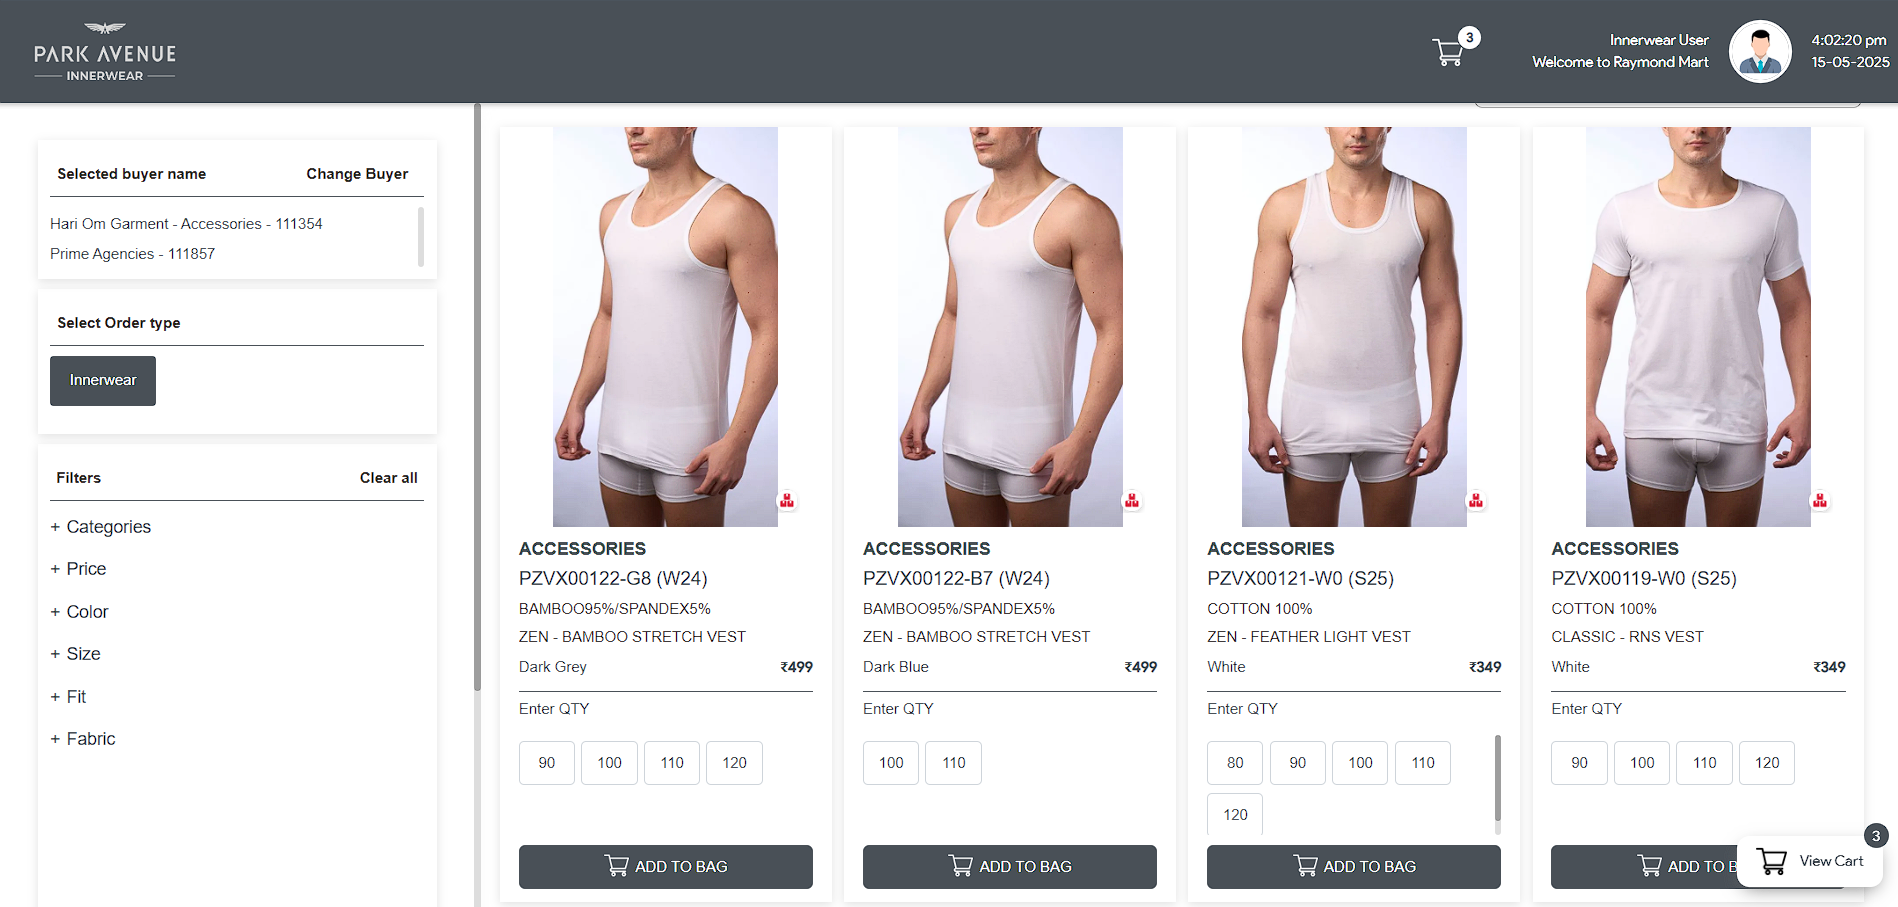 PARK AVENUE
INNERWEAR
3
Innerwear User
Welcome to Raymond Mart
4:02:20 pm
15-05-2025
Selected buyer name
Change Buyer
Hari Om Garment - Accessories - 111354
Prime Agencies - 111857
Select Order type
Innerwear
Filters
Clear all
+ Categories
+ Price
+ Color
+ Size
+ Fit
+ Fabric
ACCESSORIES
PZVX00122-G8 (W24)
BAMBOO95%/SPANDEX5%
ZEN - BAMBOO STRETCH VEST
Dark Grey
₹499
Enter QTY
90
100
110
120
ADD TO BAG
ACCESSORIES
PZVX00122-B7 (W24)
BAMBOO95%/SPANDEX5%
ZEN - BAMBOO STRETCH VEST
Dark Blue
₹499
Enter QTY
100
110
ADD TO BAG
ACCESSORIES
PZVX00121-W0 (S25)
COTTON 100%
ZEN - FEATHER LIGHT VEST
White
₹349
Enter QTY
80
90
100
110
120
ADD TO BAG
ACCESSORIES
PZVX00119-W0 (S25)
COTTON 100%
CLASSIC - RNS VEST
White
₹349
Enter QTY
90
100
110
120
ADD TO B
3
View Cart